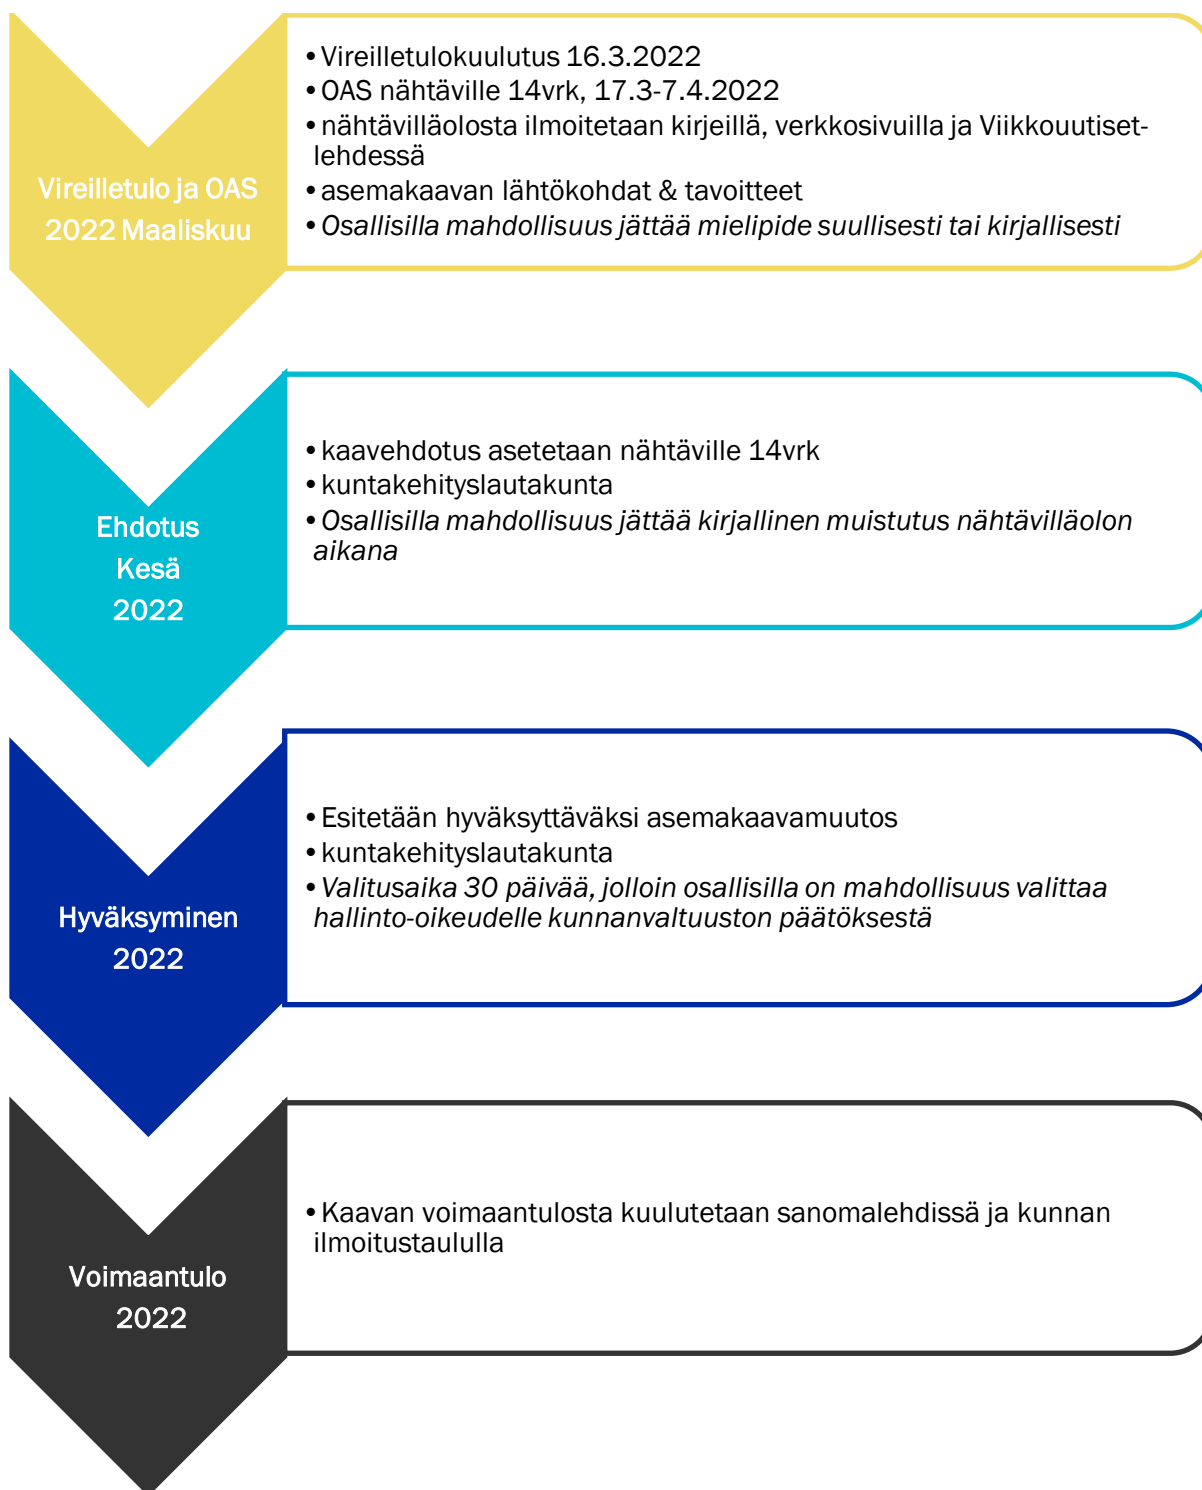 Vireilletulo ja OAS
2022 Maaliskuu
• Vireilletulokuulutus 16.3.2022
• OAS nähtäville 14vrk, 17.3-7.4.2022
• nähtävilläolosta ilmoitetaan kirjeillä, verkkosivuilla ja Viikkouutiset-
lehdessä
• asemakaavan lähtökohdat & tavoitteet
• Osallisilla mahdollisuus jättää mielipide suullisesti tai kirjallisesti
Ehdotus
Kesä
2022
• kaavehdotus asetetaan nähtäville 14vrk
• kuntakehityslautakunta
• Osallisilla mahdollisuus jättää kirjallinen muistutus nähtävilläolon
aikana
Hyväksyminen
2022
• Esitetään hyväksyttäväksi asemakaavamuutos
• kuntakehityslautakunta
• Valitusaika 30 päivää, jolloin osallisilla on mahdollisuus valittaa
hallinto-oikeudelle kunnanvaltuuston päätöksestä
Voimaantulo
2022
• Kaavan voimaantulosta kuulutetaan sanomalehdissä ja kunnan
ilmoitustaululla